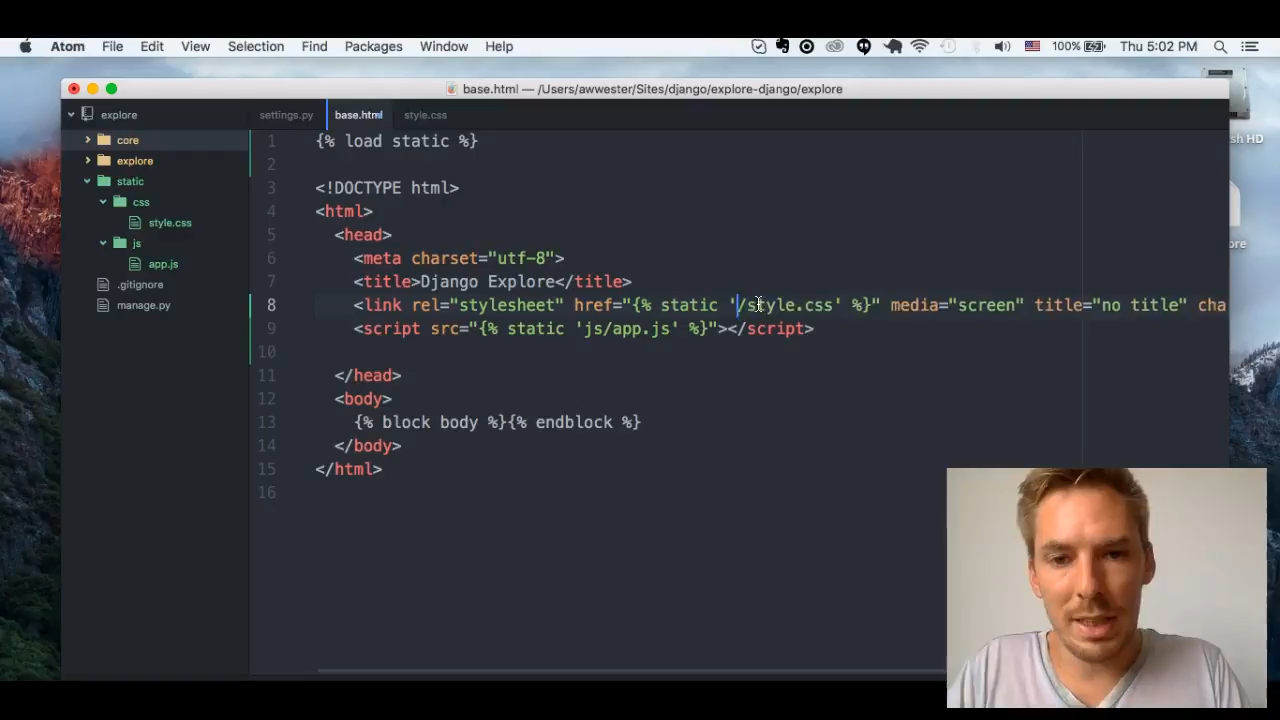 Atom File Edit View Selection Find Packages Window Help 100% Thu 5:02 PM
base.html — /Users/awwester/Sites/django/explore-django/explore
explore
settings.py base.html style.css
core
explore
static
css
style.css
js
app.js
.gitignore
manage.py
1 {% load static %}
2
3 <!DOCTYPE html>
4 <html>
5 <head>
6 <meta charset="utf-8">
7 <title>Django Explore</title>
8 <link rel="stylesheet" href="{% static '/style.css' %}" media="screen" title="no title" cha
9 <script src="{% static 'js/app.js' %}"></script>
10
11 </head>
12 <body>
13 {% block body %}{% endblock %}
14 </body>
15 </html>
16